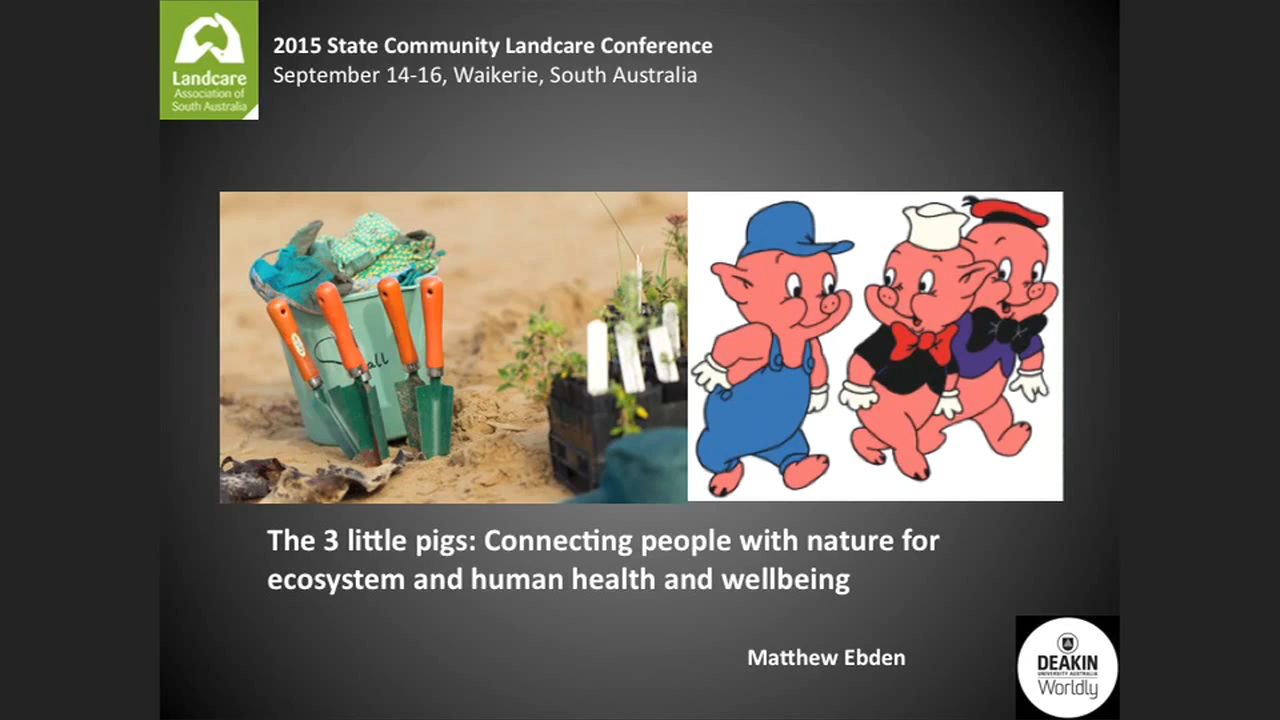 Landcare
Association of
South Australia
2015 State Community Landcare Conference
September 14-16, Waikerie, South Australia
all
The 3 little pigs: Connecting people with nature for
ecosystem and human health and wellbeing
Matthew Ebden
DEAKIN
UNIVERSITY AUSTRALIA
Worldly